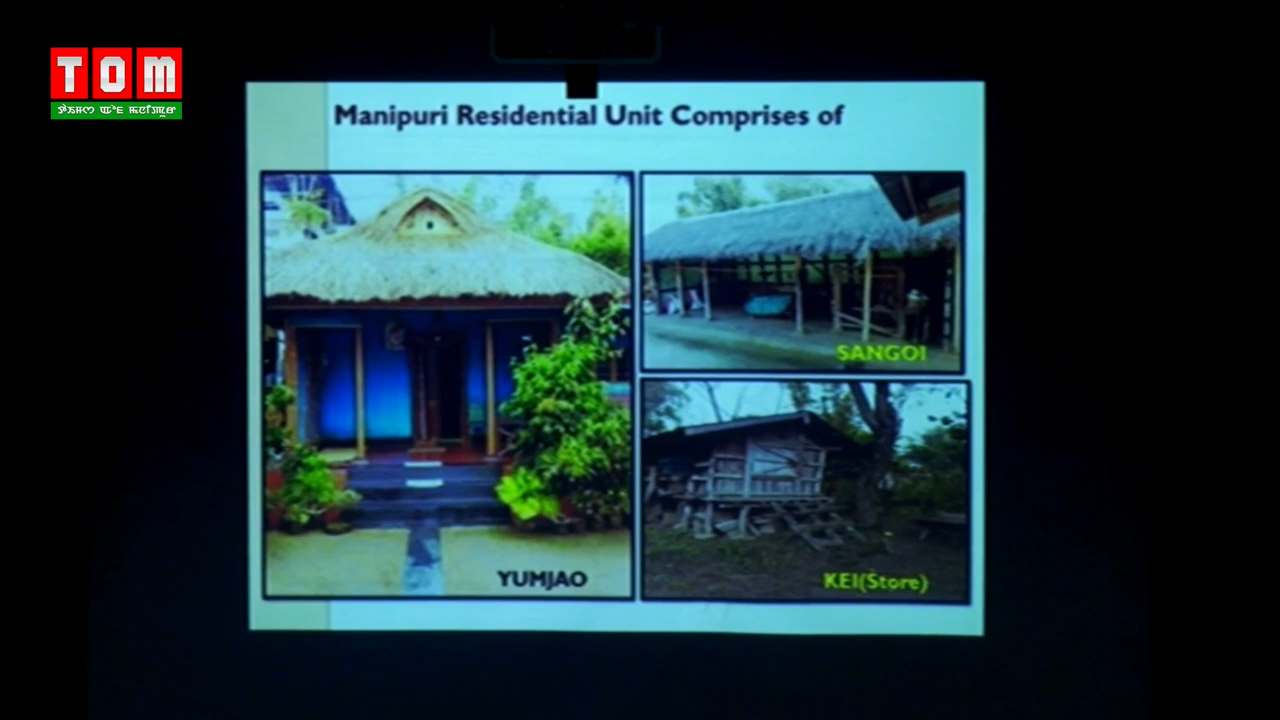 TOM
Manipuri Residential Unit Comprises of
SANGOI
YUMJAO
KEI(Store)